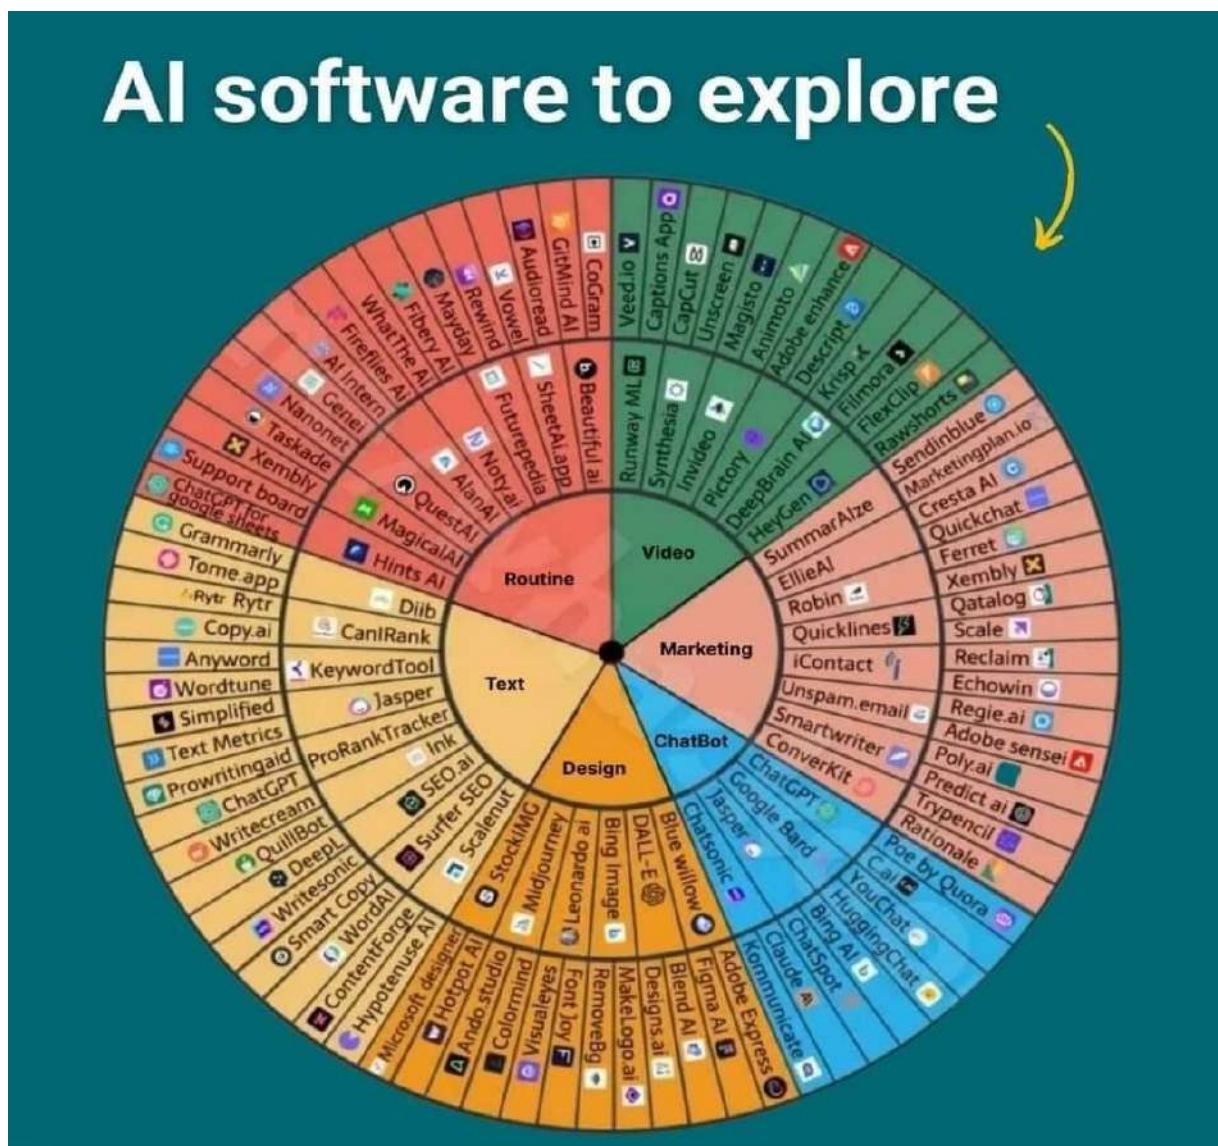 AI software to explore
Video
Marketing
ChatBot
Design
Text
Routine
Runway ML
Synthesia
Invideo
Pictory
DeepBrain AI
HeyGen
Veed.io
Captions App
CapCut
Unscreen
Magisto
Animoto
Adobe enhance
Descript
Krisp
Filmora
FlexClip
Rawshorts
SummarAIze
EllieAI
Robin
Quicklines
iContact
Unspam.email
Smartwriter
ConverKit
Sendinblue
Marketingplan.io
Cresta AI
Quickchat
Ferret
Xembly
Qatalog
Scale
Reclaim
Echowin
Regie.ai
Adobe sensei
Poly.ai
Predict ai
Trypencil
Rationale
ChatGPT
Google Bard
Jasper
Chatsonic
Poe by Quora
C.ai
YouChat
HuggingChat
Bing AI
ChatSpot
Claude
Kommunicate
Blue willow
DALL-E
Bing Image
Leonardo ai
Midjourney
StockIMG
Adobe Express
Figma AI
Blend AI
Designs.ai
MakeLogo.ai
RemoveBg
Font Joy
Visualeyes
Colormind
Ando.studio
Hotpot AI
Microsoft designer
Scalenut
Surfer SEO
SEO.ai
Ink
ProRankTracker
Jasper
KeywordTool
CanIRank
Diib
Hypotenuse AI
ContentForge
WordAI
Smart Copy
Writesonic
DeepL
QuillBot
Writecream
ChatGPT
Prowritingaid
Text Metrics
Simplified
Wordtune
Anyword
Copy.ai
Rytr Rytr
Tome.app
Grammarly
Hints AI
MagicalAI
QuestAI
AlanAI
Noty.ai
Futurepedia
SheetAi.app
Beautiful ai
ChatGPT for
google sheets
Support board
Xembly
Taskade
Nanonet
Genei
AI Intern
Fireflies Ai
WhatThe Ai
Fibery AI
Mayday
Rewind
Vowel
Audioread
GitMind AI
CoGram